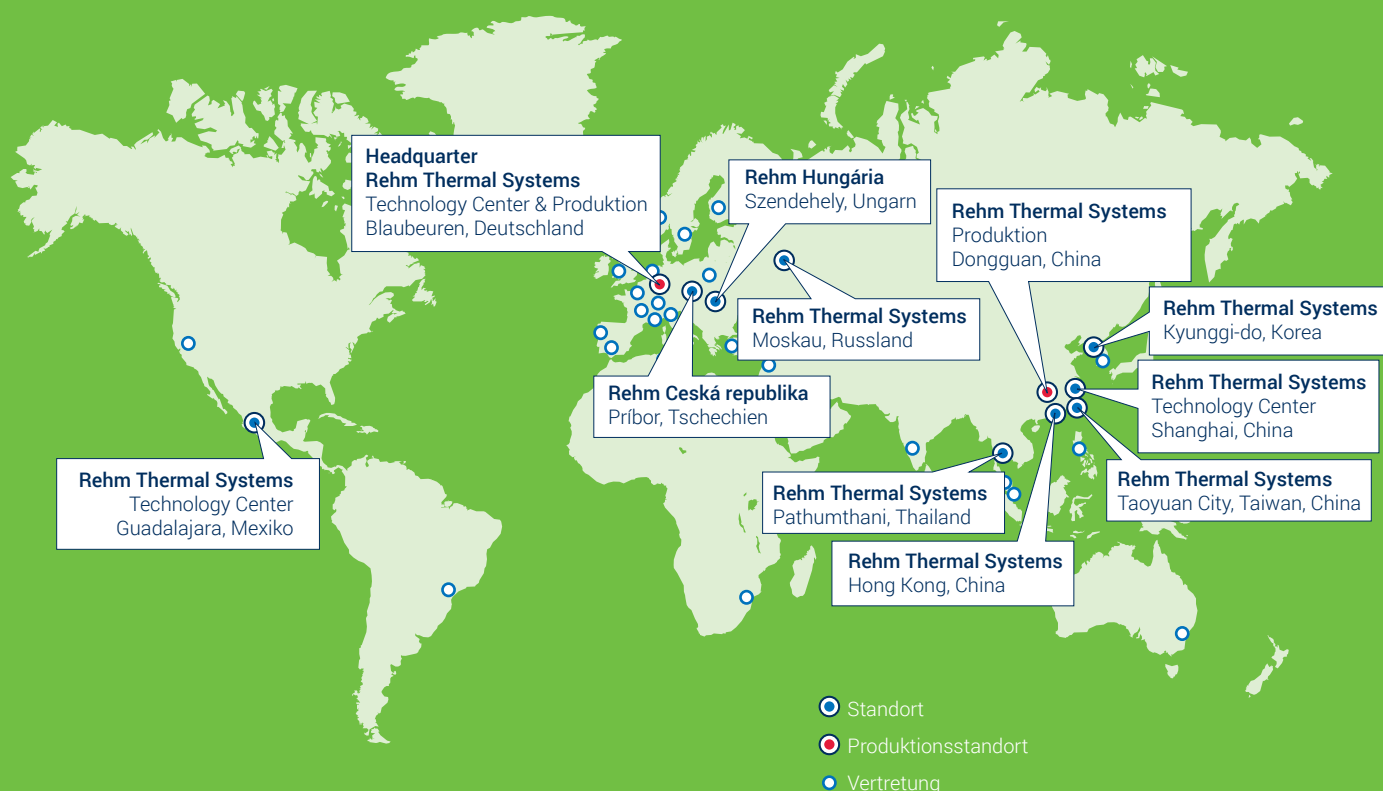 Headquarter
Rehm Thermal Systems
Technology Center & Produktion
Blaubeuren, Deutschland
Rehm Hungária
Szendehely, Ungarn
Rehm Thermal Systems
Produktion
Dongguan, China
Rehm Thermal Systems
Moskau, Russland
Rehm Thermal Systems
Kyunggi-do, Korea
Rehm Ceská republika
Príbor, Tschechien
Rehm Thermal Systems
Technology Center
Shanghai, China
Rehm Thermal Systems
Technology Center
Guadalajara, Mexiko
Rehm Thermal Systems
Pathumthani, Thailand
Rehm Thermal Systems
Taoyuan City, Taiwan, China
Rehm Thermal Systems
Hong Kong, China
Standort
Produktionsstandort
Vertretung